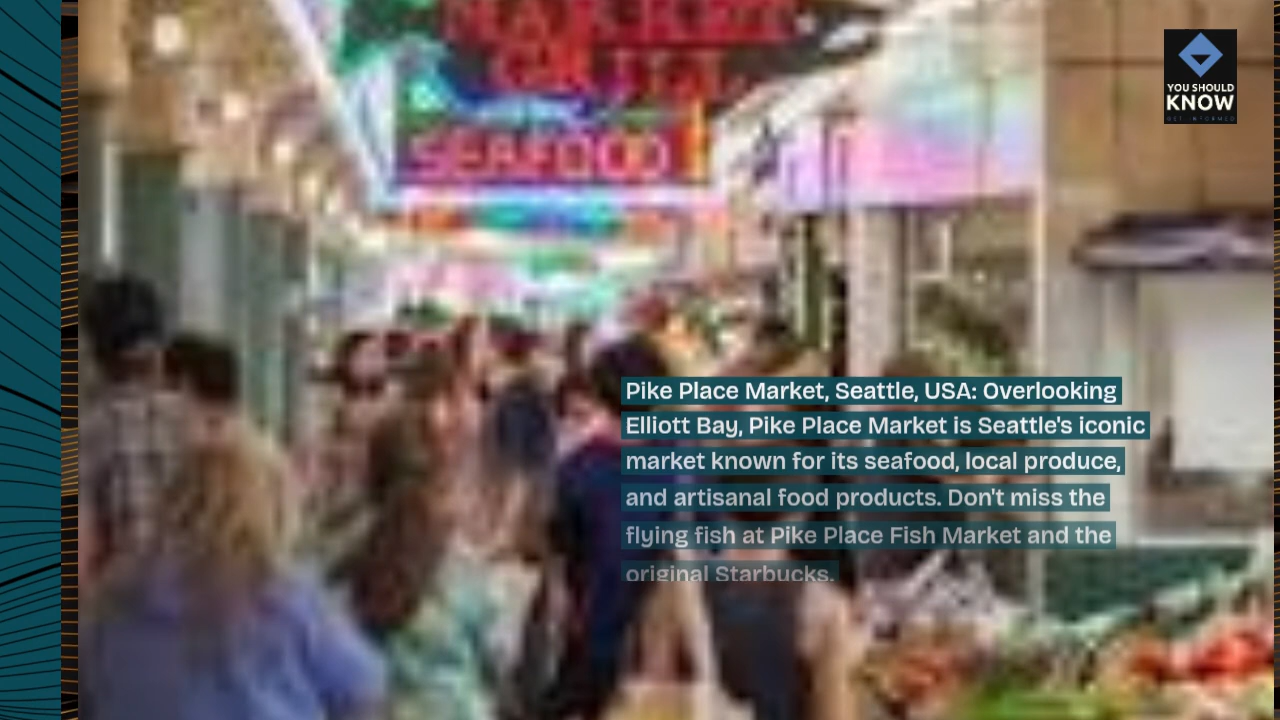 SEAFOOD
YOU SHOULD
KNOW
GET INFORMED
Pike Place Market, Seattle, USA: Overlooking
Elliott Bay, Pike Place Market is Seattle's iconic
market known for its seafood, local produce,
and artisanal food products. Don't miss the
flying fish at Pike Place Fish Market and the
original Starbucks.